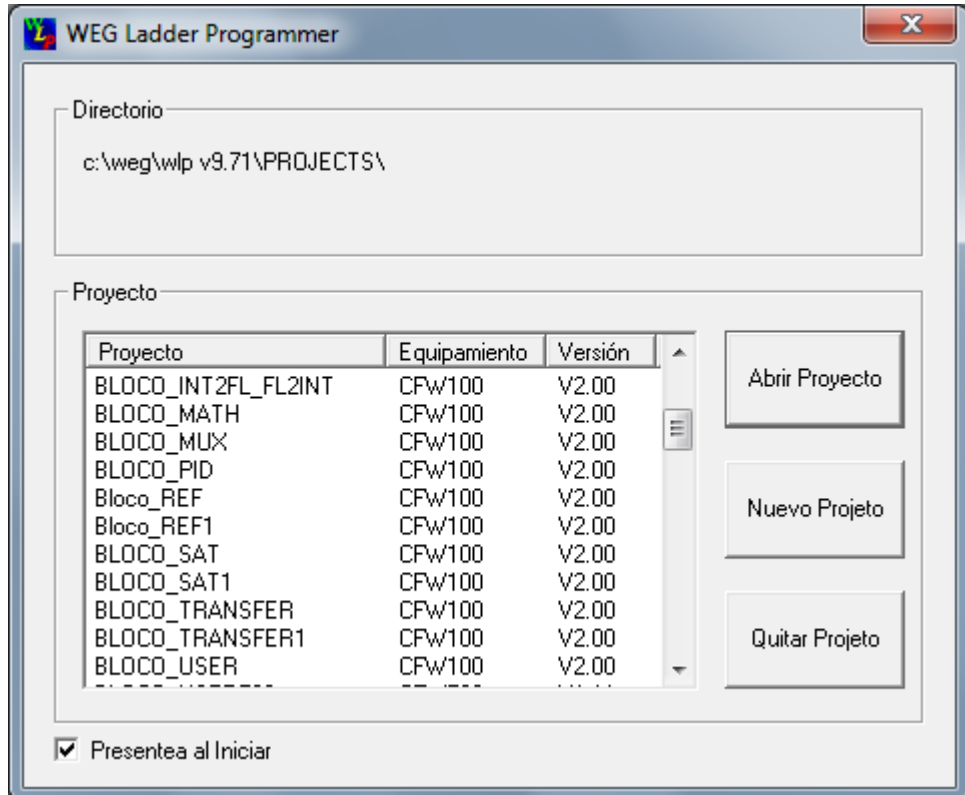 WEG Ladder Programmer
Directorio
c:\weg\wlp v9.71\PROJECTS\
Proyecto
Proyecto Equipamiento Versión
BLOCO_INT2FL_FL2INT CFW100 V2.00
BLOCO_MATH CFW100 V2.00
BLOCO_MUX CFW100 V2.00
BLOCO_PID CFW100 V2.00
Bloco_REF CFW100 V2.00
Bloco_REF1 CFW100 V2.00
BLOCO_SAT CFW100 V2.00
BLOCO_SAT1 CFW100 V2.00
BLOCO_TRANSFER CFW100 V2.00
BLOCO_TRANSFER1 CFW100 V2.00
BLOCO_USER CFW100 V2.00
Abrir Proyecto
Nuevo Projeto
Quitar Projeto
Presentea al Iniciar